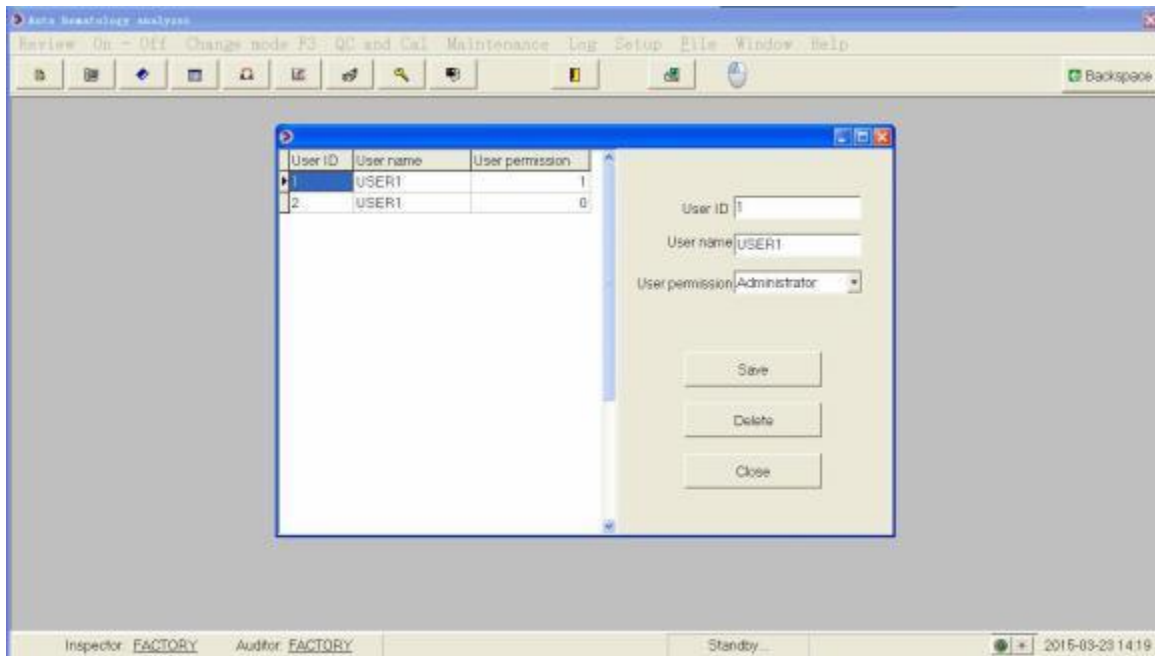 Auto Hematology Analyzer
Review On - Off Change mode F3 QC and Cal Maintenance Log Setup File Window Help
Backspace
User ID User name User permission
1 USER1 1
2 USER1 0
User ID 1
User name USER1
User permission Administrator
Save
Delete
Close
Inspector: FACTORY Auditor: FACTORY Standby... 2015-03-23 14:19